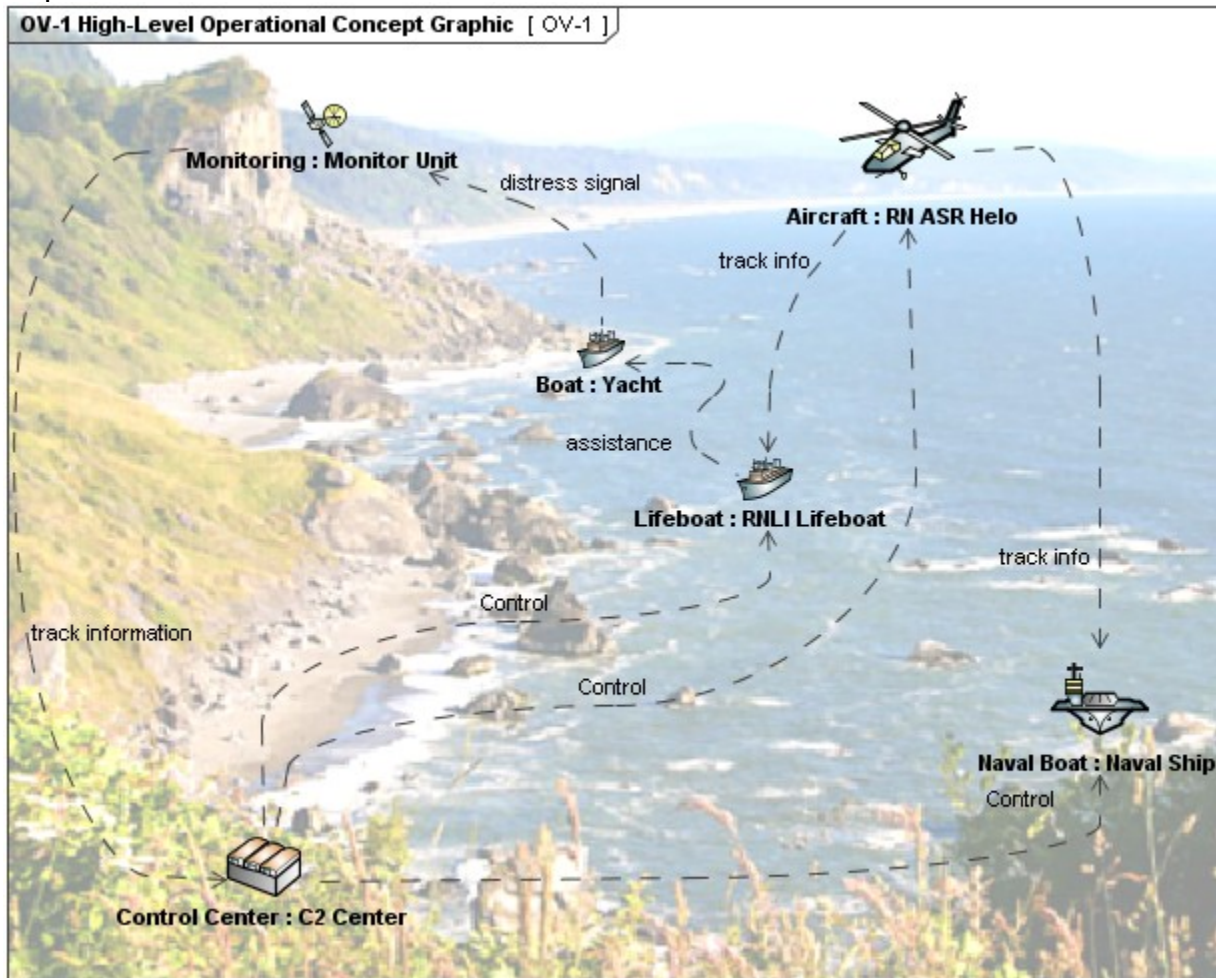 OV-1 High-Level Operational Concept Graphic [ OV-1 ]
Monitoring : Monitor Unit
distress signal
Aircraft : RN ASR Helo
track info
Boat : Yacht
assistance
Lifeboat : RNLI Lifeboat
track info
Control
track information
Control
Naval Boat : Naval Ship
Control
Control Center : C2 Center